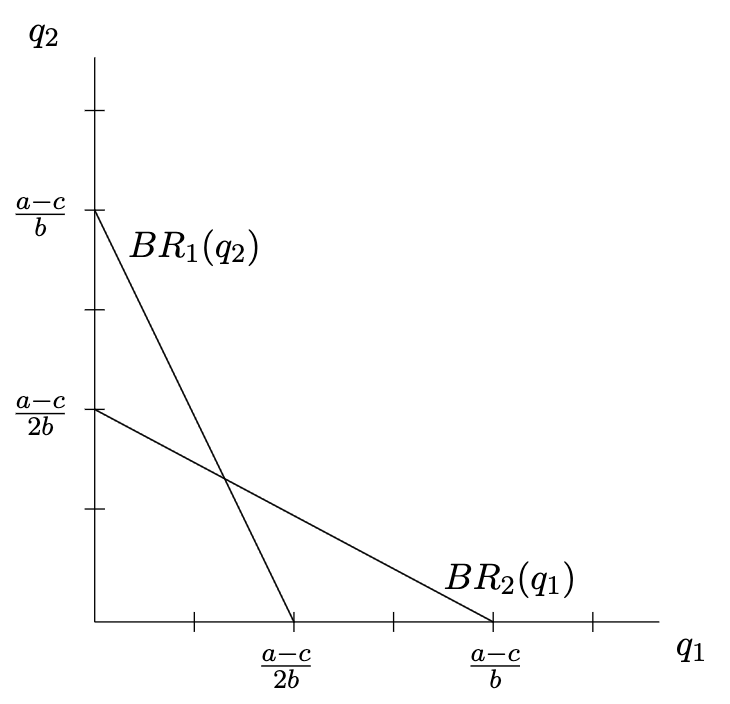 q₂
a−c/b
BR₁(q₂)
a−c/2b
BR₂(q₁)
a−c/2b
a−c/b
q₁